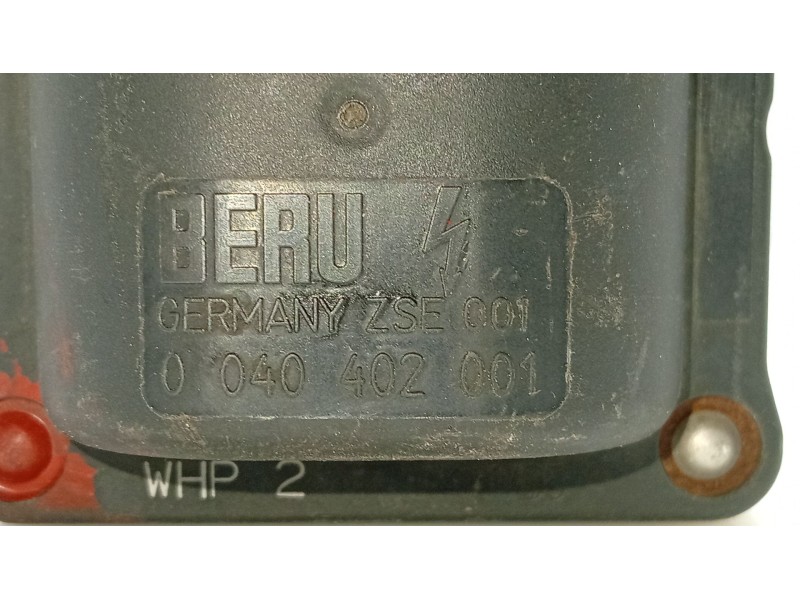 BERU
GERMANY ZSE 001
0 040 402 001
WHP 2